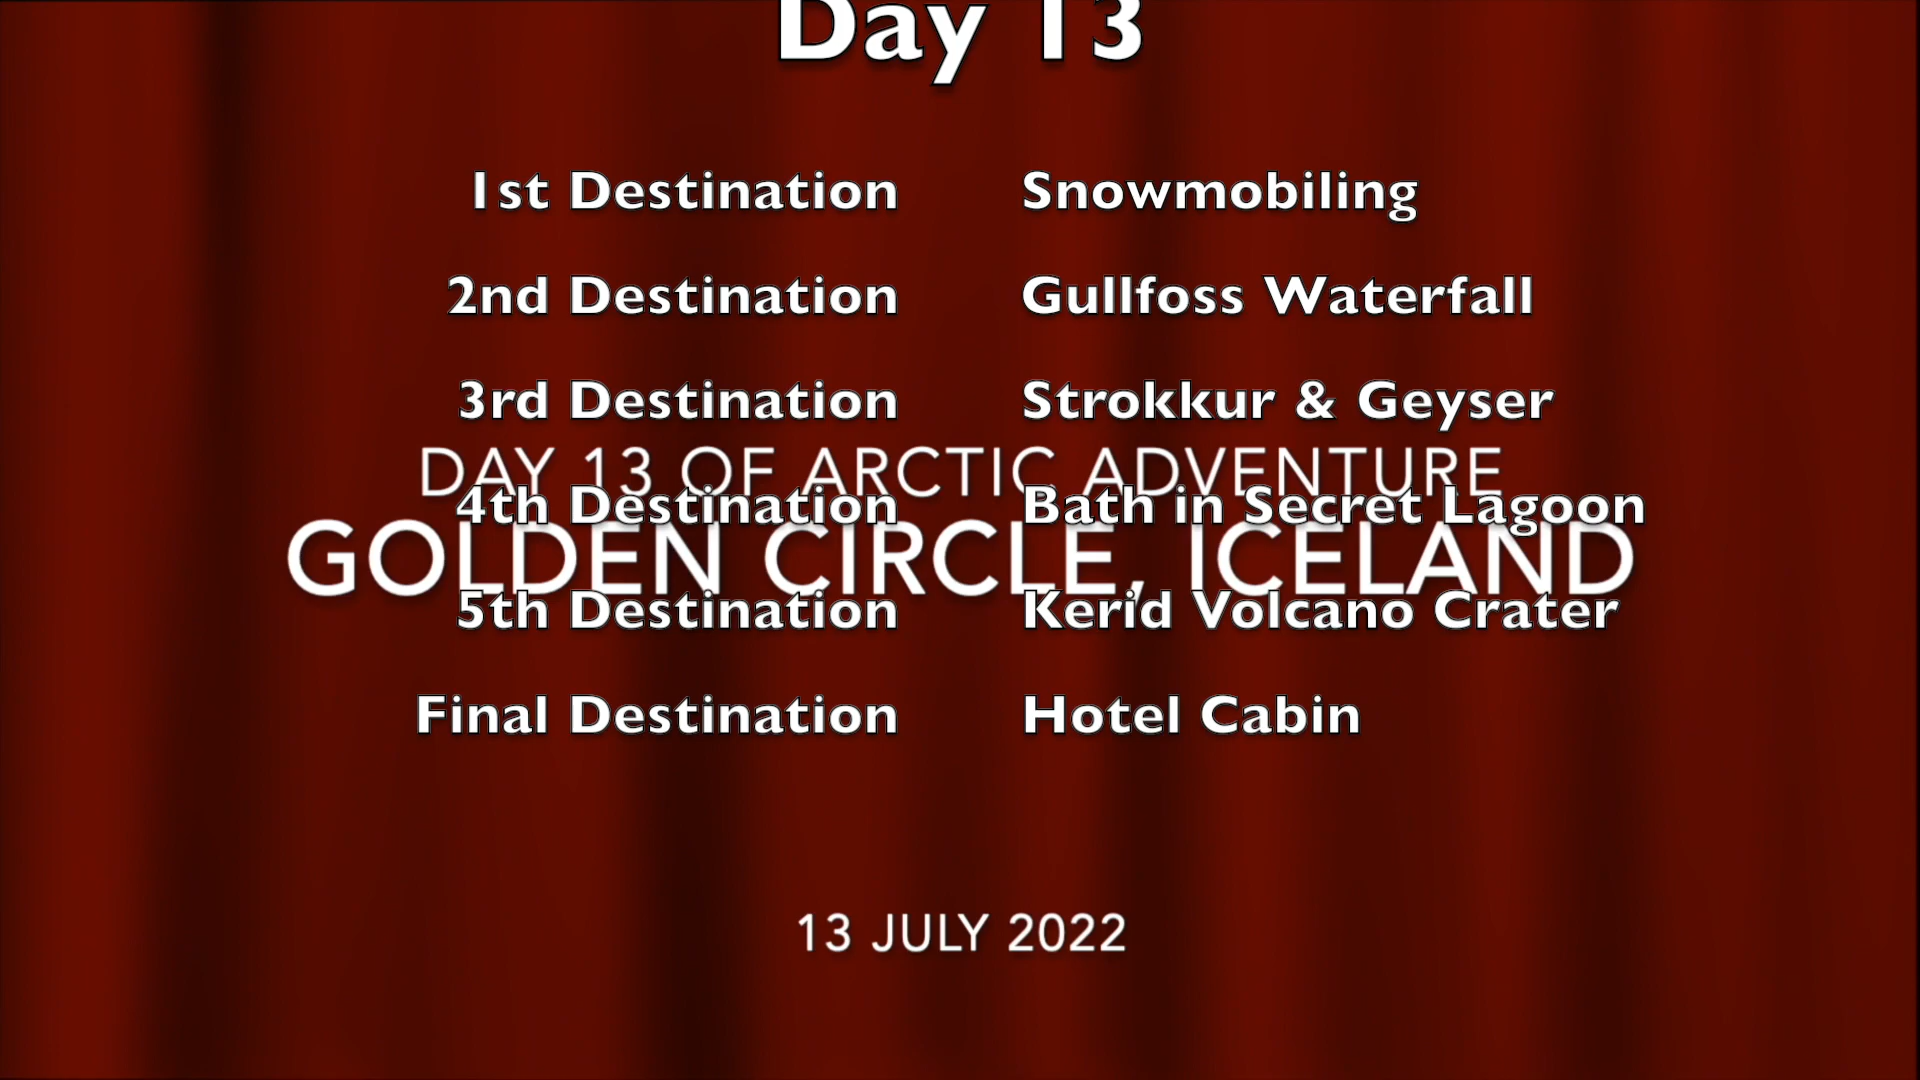 Day 13
1st Destination Snowmobiling
2nd Destination Gullfoss Waterfall
3rd Destination Strokkur & Geyser
DAY 13 OF ARCTIC ADVENTURE
4th Destination Bath in Secret Lagoon
GOLDEN CIRCLE, ICELAND
5th Destination Kerid Volcano Crater
Final Destination Hotel Cabin
13 JULY 2022